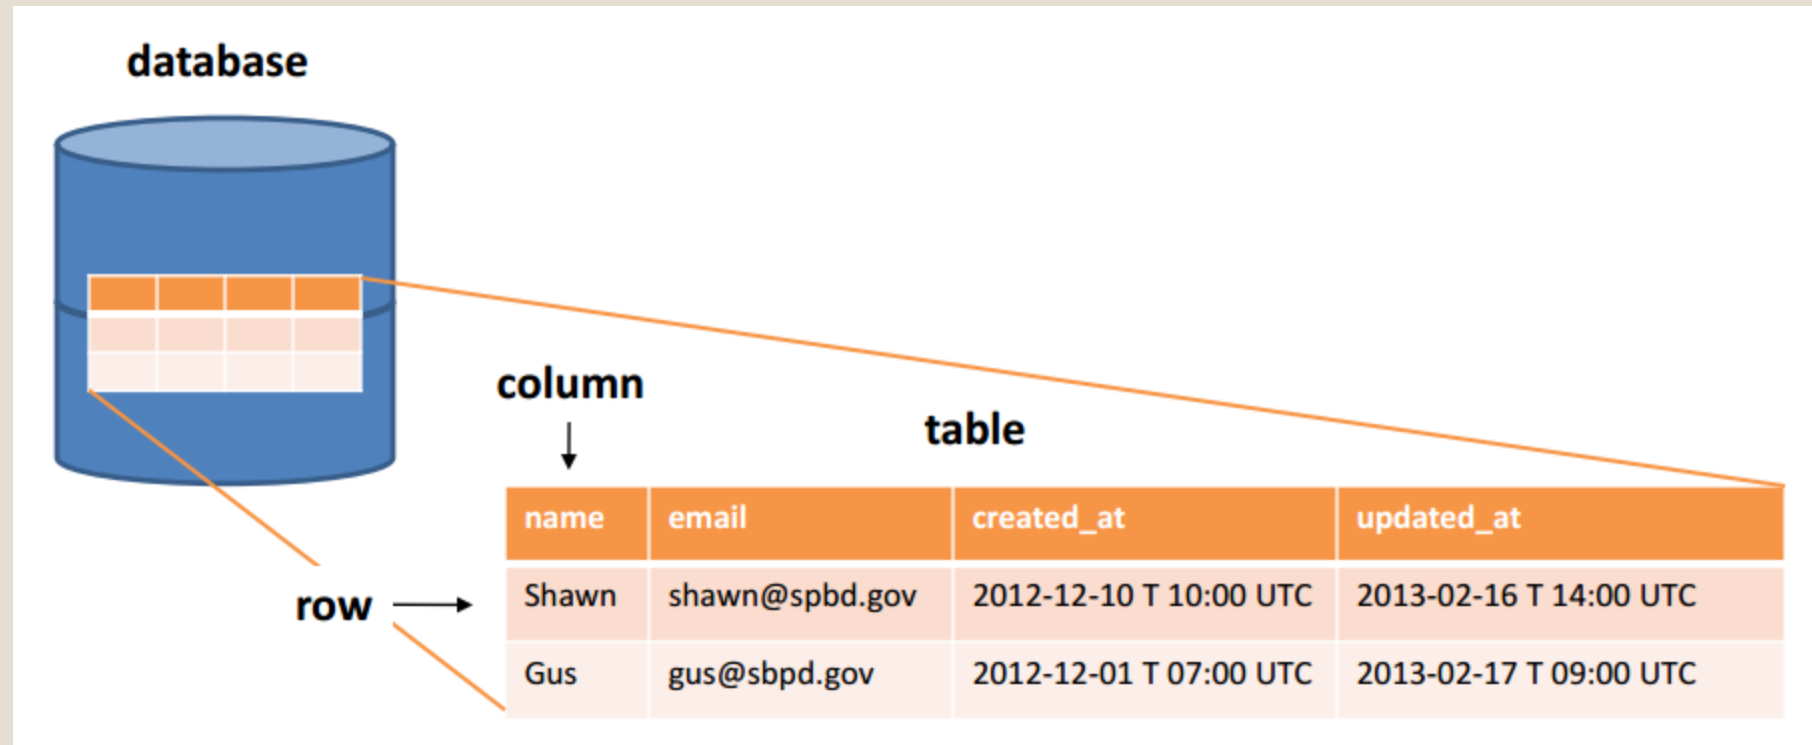 database
column
table
name email created_at updated_at
row
Shawn shawn@spbd.gov 2012-12-10 T 10:00 UTC 2013-02-16 T 14:00 UTC
Gus gus@sbpd.gov 2012-12-01 T 07:00 UTC 2013-02-17 T 09:00 UTC